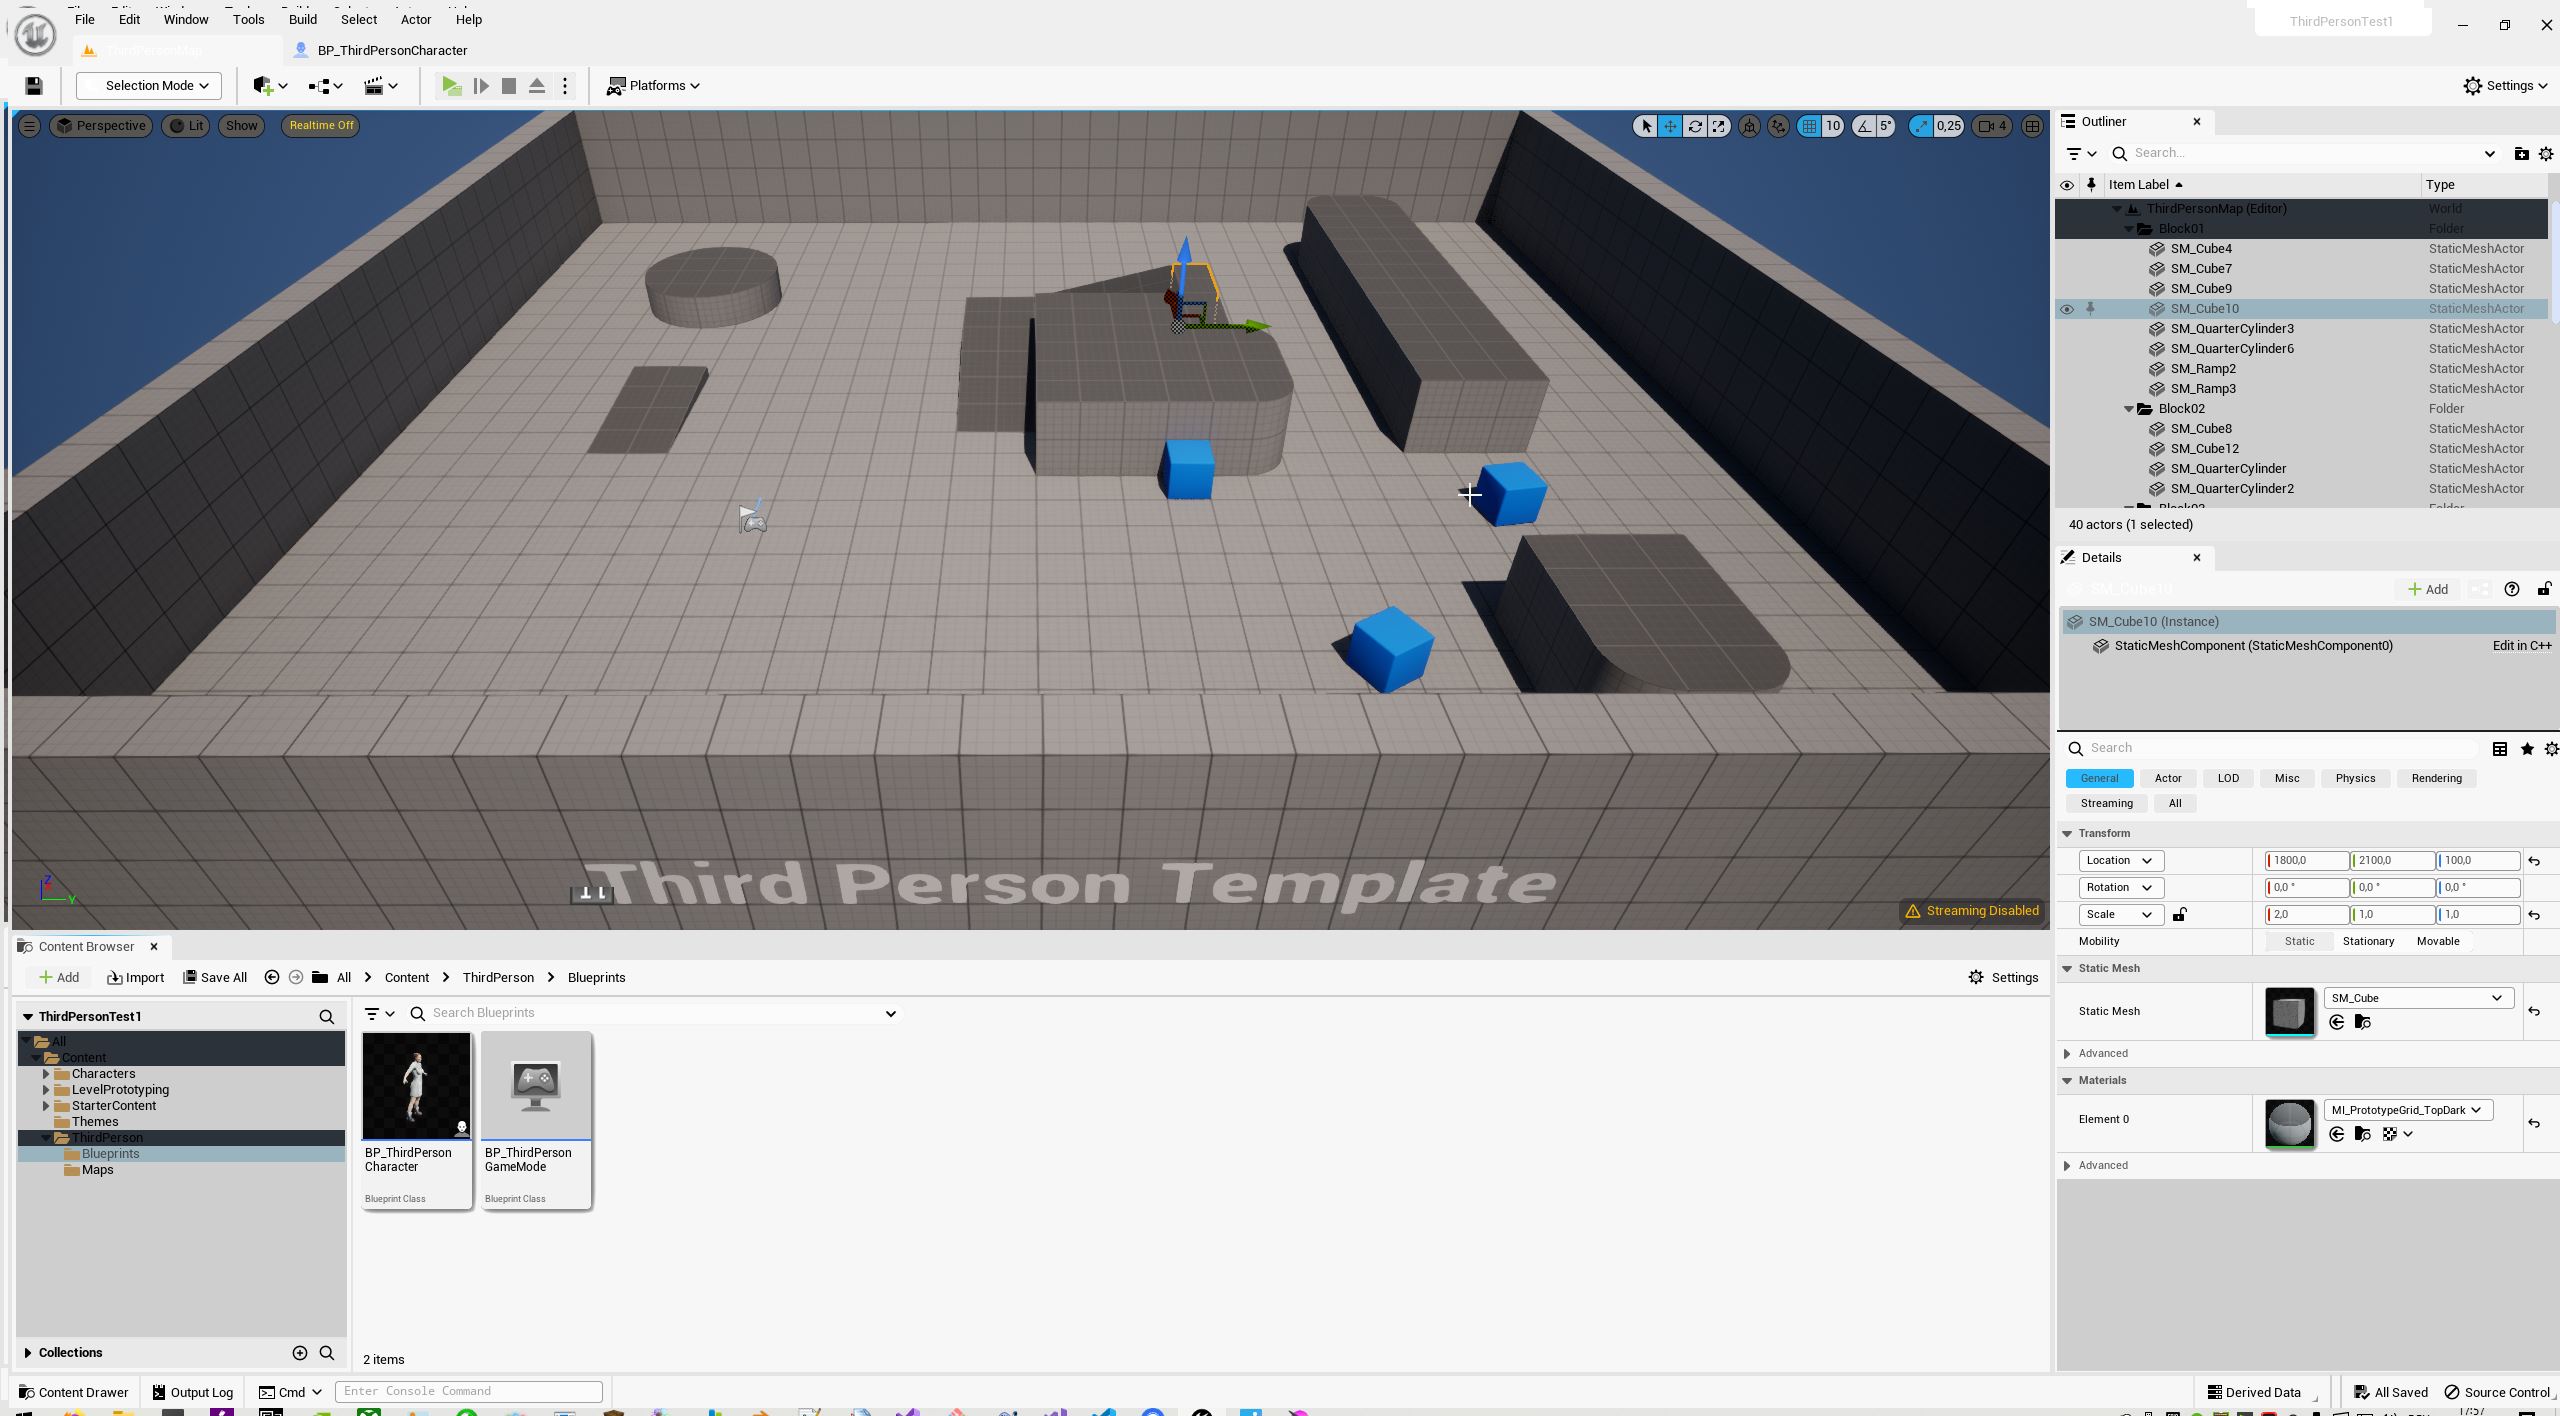 File Edit Window Tools Build Select Actor Help
ThirdPersonTest1
ThirdPersonMap
BP_ThirdPersonCharacter
Selection Mode
Platforms
Settings
Perspective
Lit
Show
Realtime Off
10
5°
0,25
4
Third Person Template
Z
Y
Streaming Disabled
Outliner
Search...
Item Label Type
ThirdPersonMap (Editor) World
Block01 Folder
SM_Cube4 StaticMeshActor
SM_Cube7 StaticMeshActor
SM_Cube9 StaticMeshActor
SM_Cube10 StaticMeshActor
SM_QuarterCylinder3 StaticMeshActor
SM_QuarterCylinder6 StaticMeshActor
SM_Ramp2 StaticMeshActor
SM_Ramp3 StaticMeshActor
Block02 Folder
SM_Cube8 StaticMeshActor
SM_Cube12 StaticMeshActor
SM_QuarterCylinder StaticMeshActor
SM_QuarterCylinder2 StaticMeshActor
40 actors (1 selected)
Details
SM_Cube10
Add
SM_Cube10 (Instance)
StaticMeshComponent (StaticMeshComponent0) Edit in C++
Search
General Actor LOD Misc Physics Rendering
Streaming All
Transform
Location 1800,0 2100,0 100,0
Rotation 0,0 ° 0,0 ° 0,0 °
Scale 2,0 1,0 1,0
Mobility Static Stationary Movable
Static Mesh
Static Mesh SM_Cube
Advanced
Materials
Element 0 MI_PrototypeGrid_TopDark
Advanced
Content Browser
Add Import Save All All Content ThirdPerson Blueprints Settings
ThirdPersonTest1
All
Content
Characters
LevelPrototyping
StarterContent
Themes
ThirdPerson
Blueprints
Maps
Collections
Search Blueprints
BP_ThirdPerson
Character
Blueprint Class
BP_ThirdPerson
GameMode
Blueprint Class
2 items
Content Drawer Output Log Cmd Enter Console Command Derived Data All Saved Source Control
17:57